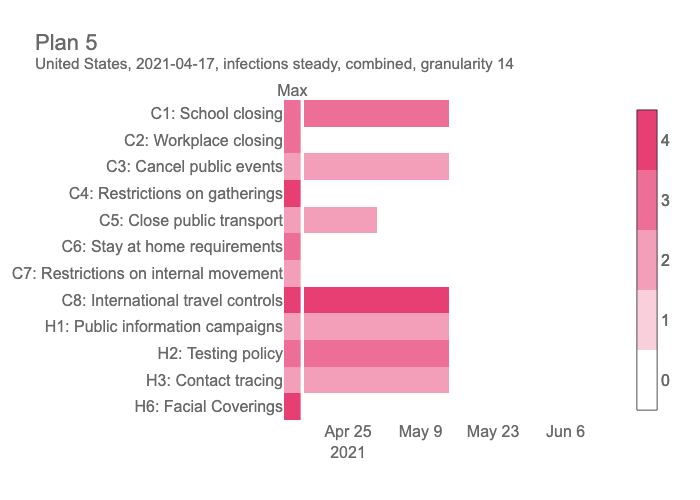 Plan 5
United States, 2021-04-17, infections steady, combined, granularity 14
Max
C1: School closing
C2: Workplace closing
C3: Cancel public events
C4: Restrictions on gatherings
C5: Close public transport
C6: Stay at home requirements
C7: Restrictions on internal movement
C8: International travel controls
H1: Public information campaigns
H2: Testing policy
H3: Contact tracing
H6: Facial Coverings
Apr 25 May 9 May 23 Jun 6
2021
4
3
2
1
0